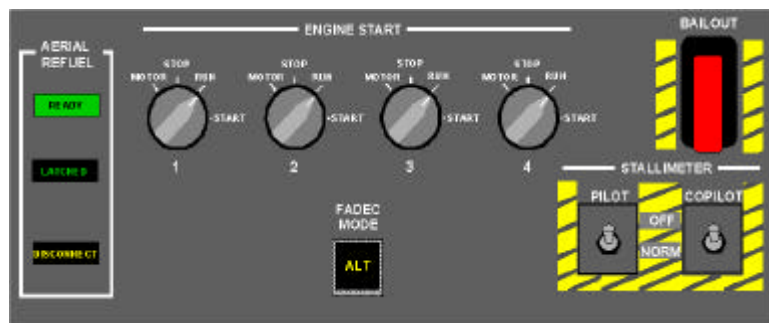 AERIAL
REFUEL
READY
LATCHED
DISCONNECT
ENGINE START
STOP
MOTOR RUN
START
1
STOP
MOTOR RUN
START
2
STOP
MOTOR RUN
START
3
STOP
MOTOR RUN
START
4
FADEC
MODE
ALT
BAILOUT
STALLIMETER
PILOT COPILOT
OFF
NORM